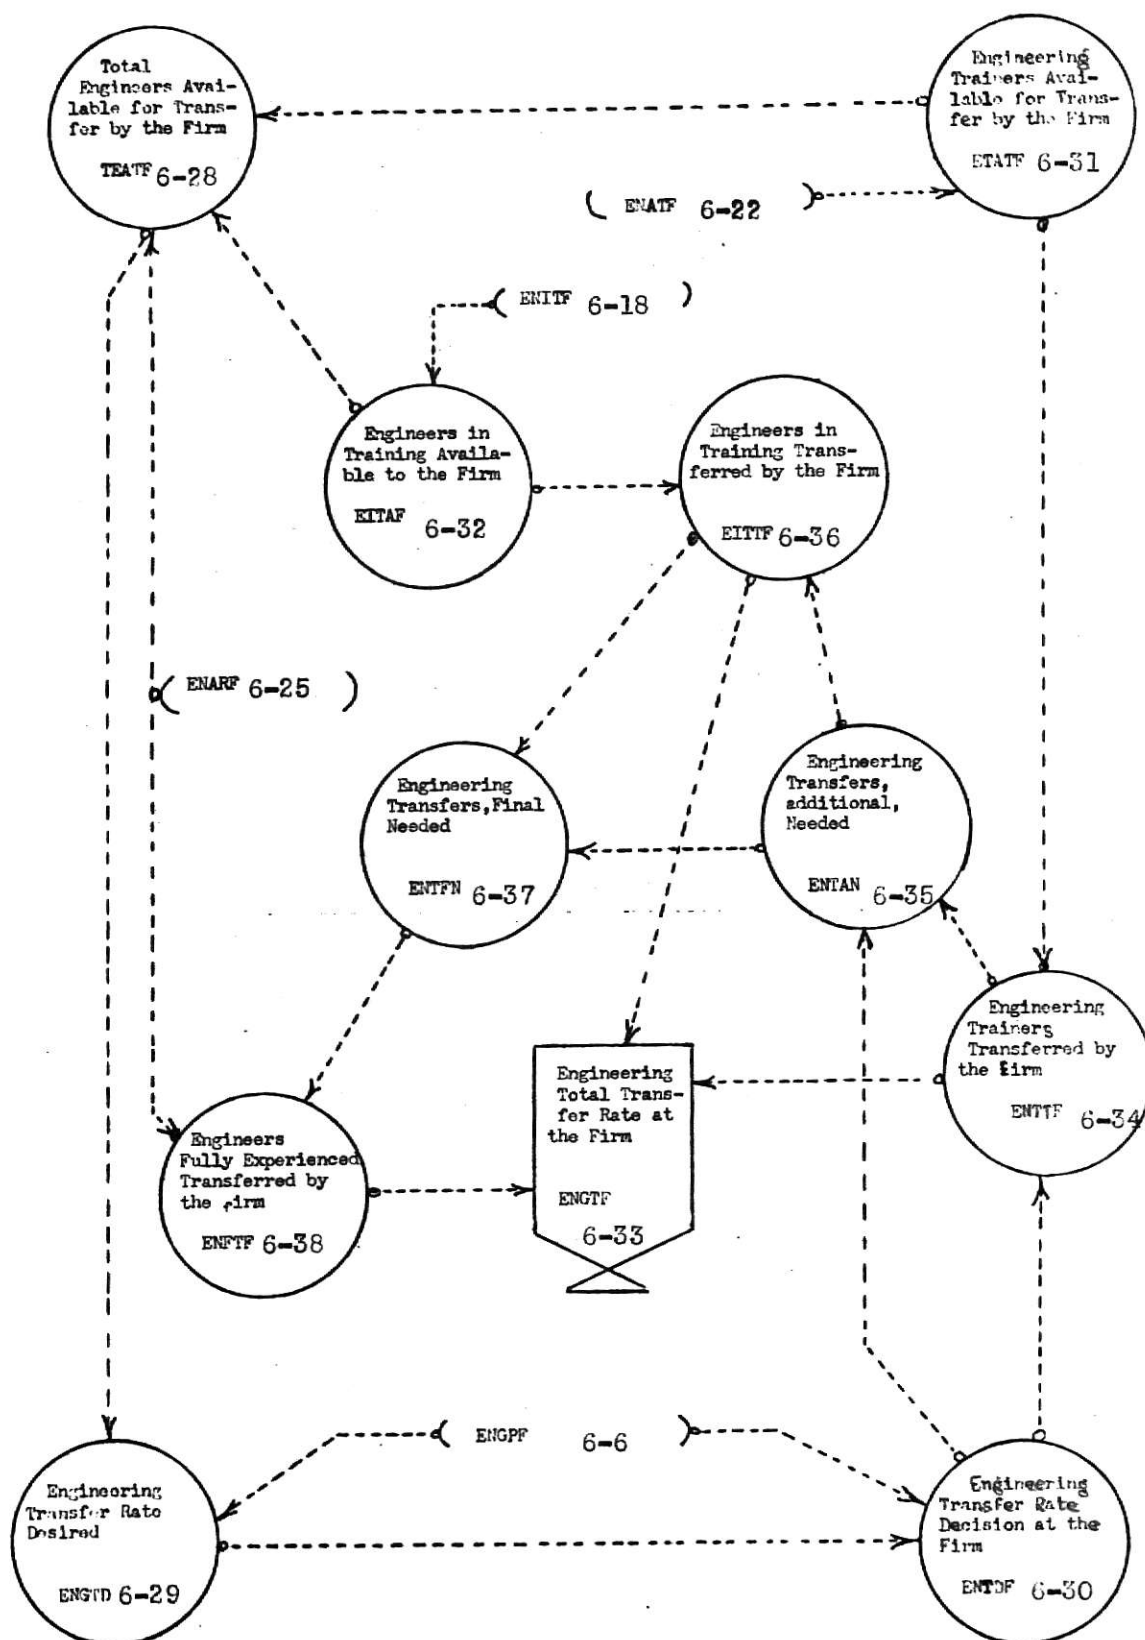 Total
Engineers Avai-
lable for Trans-
fer by the Firm
TEATF 6-28
Engineering
Trainers Avai-
lable for Trans-
fer by the Firm
ETATF 6-31
( ENATF 6-22 )
( ENITF 6-18 )
Engineers in
Training Availa-
ble to the Firm
EITAF 6-32
Engineers in
Training Trans-
ferred by the Firm
EITTF 6-36
( ENARF 6-25 )
Engineering
Transfers, Final
Needed
ENTFN 6-37
Engineering
Transfers,
additional,
Needed
ENTAN 6-35
Engineering
Trainers
Transferred by
the firm
ENTTF 6-34
Engineering
Total Trans-
fer Rate at
the Firm
ENGTF
6-33
Engineers
Fully Experienced
Transferred by
the firm
ENFTF 6-38
( ENGPF 6-6 )
Engineering
Transfer Rate
Desired
ENGTD 6-29
Engineering
Transfer Rate
Decision at the
Firm
ENTDF 6-30